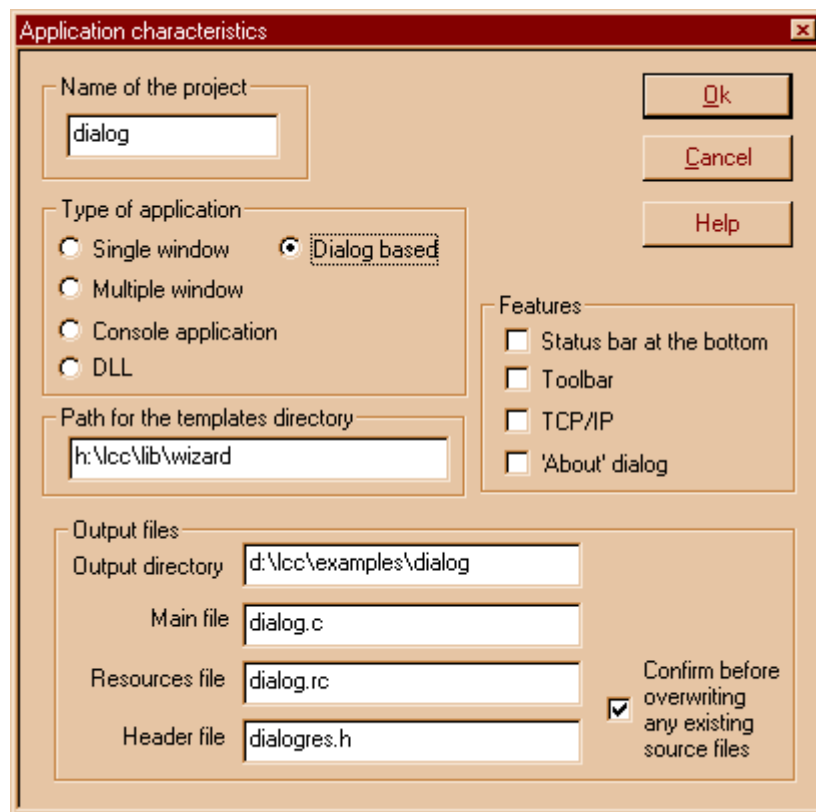 Application characteristics
Name of the project
dialog
Ok
Cancel
Help
Type of application
Single window
Dialog based
Multiple window
Console application
DLL
Features
Status bar at the bottom
Toolbar
TCP/IP
'About' dialog
Path for the templates directory
h:\lcc\lib\wizard
Output files
Output directory
d:\lcc\examples\dialog
Main file
dialog.c
Resources file
dialog.rc
Header file
dialogres.h
Confirm before
overwriting
any existing
source files